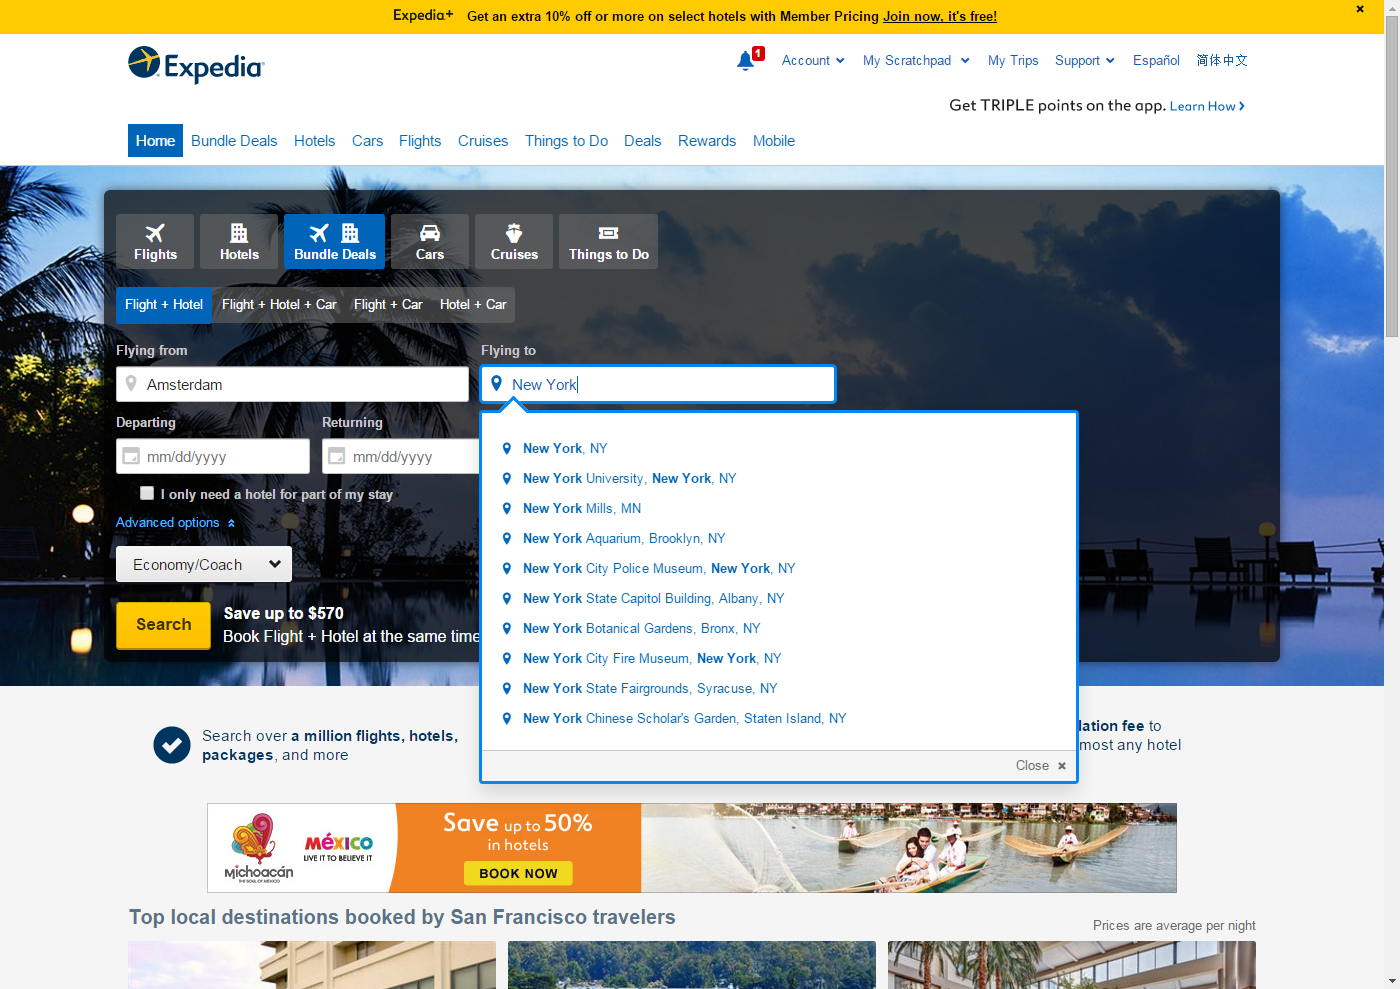 Expedia+ Get an extra 10% off or more on select hotels with Member Pricing Join now, it's free!
Expedia
1 Account My Scratchpad My Trips Support Español 简体中文
Get TRIPLE points on the app. Learn How
Home Bundle Deals Hotels Cars Flights Cruises Things to Do Deals Rewards Mobile
Flights Hotels Bundle Deals Cars Cruises Things to Do
Flight + Hotel Flight + Hotel + Car Flight + Car Hotel + Car
Flying from Flying to
Amsterdam New York
Departing Returning
mm/dd/yyyy mm/dd/yyyy
I only need a hotel for part of my stay
Advanced options
Economy/Coach
Search
Save up to $570
Book Flight + Hotel at the same time
New York, NY
New York University, New York, NY
New York Mills, MN
New York Aquarium, Brooklyn, NY
New York City Police Museum, New York, NY
New York State Capitol Building, Albany, NY
New York Botanical Gardens, Bronx, NY
New York City Fire Museum, New York, NY
New York State Fairgrounds, Syracuse, NY
New York Chinese Scholar's Garden, Staten Island, NY
Close
Search over a million flights, hotels,
packages, and more
lation fee to
most any hotel
Michoacán
THE SOUL OF MEXICO
MÉXICO
LIVE IT TO BELIEVE IT
Save up to 50%
in hotels
BOOK NOW
Top local destinations booked by San Francisco travelers
Prices are average per night